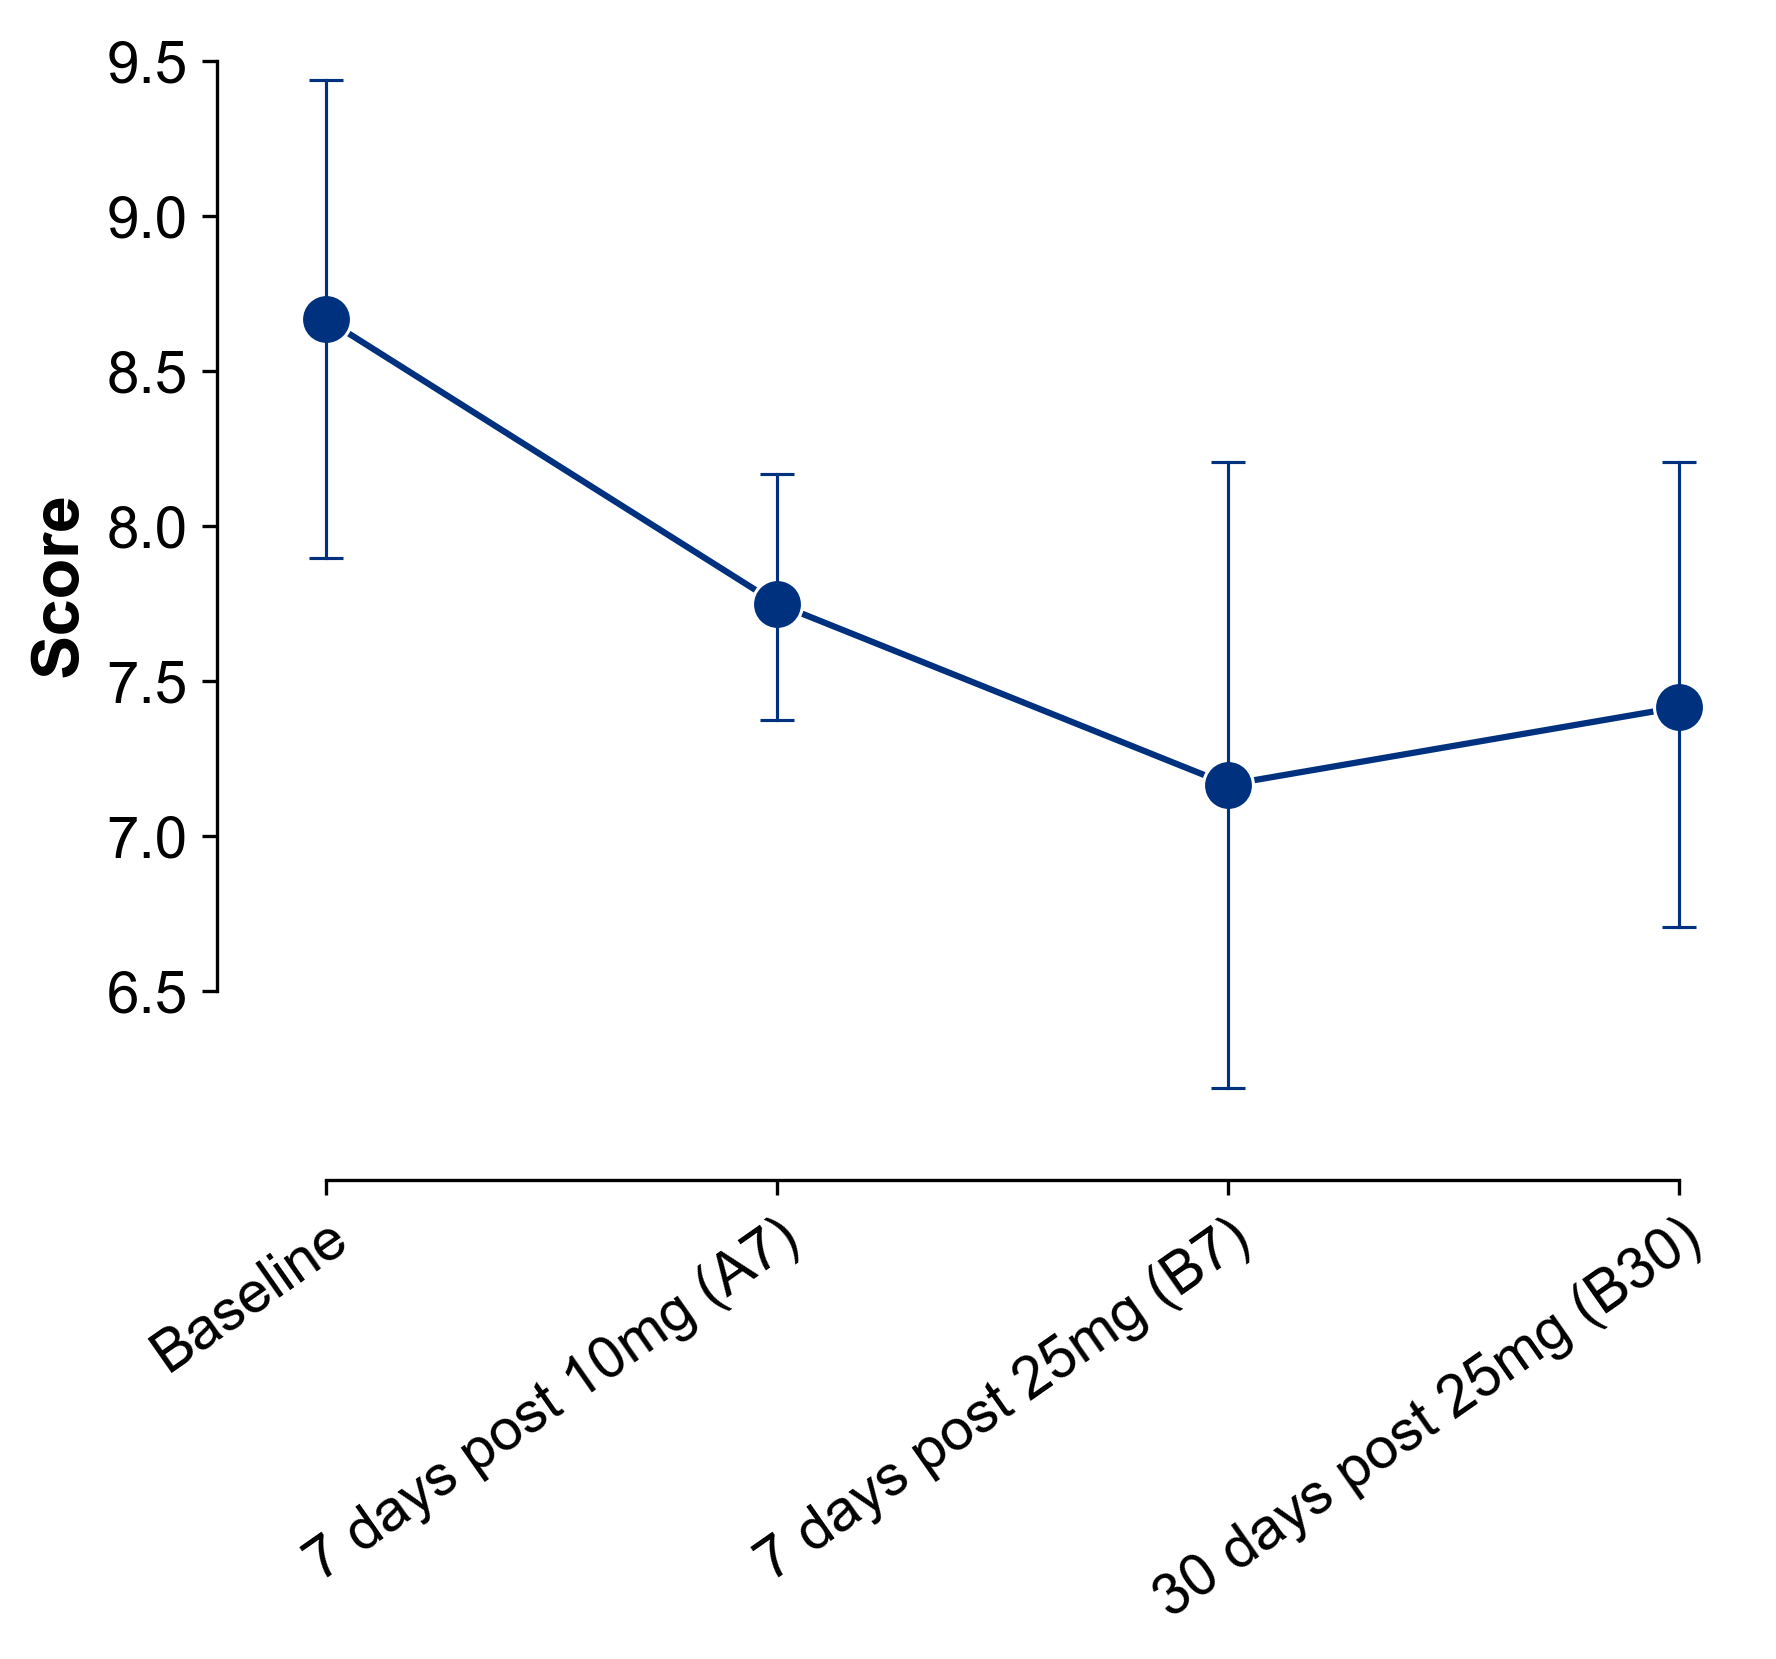 Score
9.5
9.0
8.5
8.0
7.5
7.0
6.5
Baseline
7 days post 10mg (A7)
7 days post 25mg (B7)
30 days post 25mg (B30)